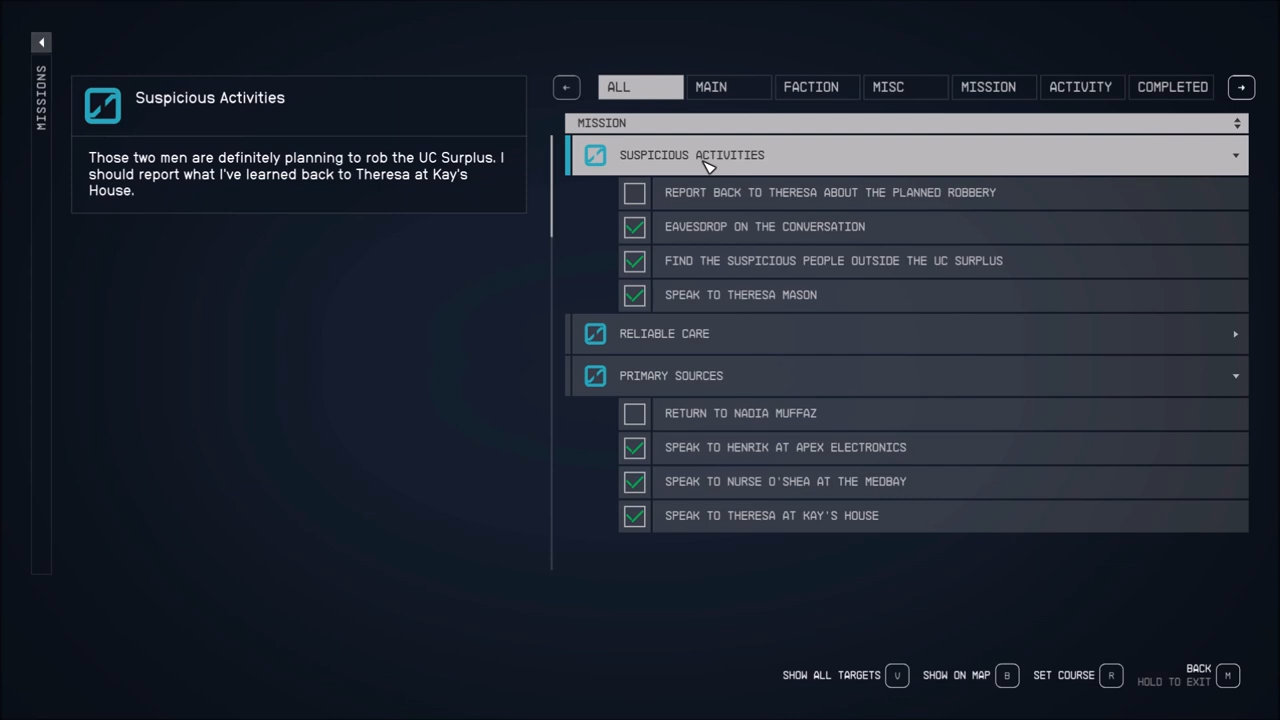 MISSIONS
Suspicious Activities
Those two men are definitely planning to rob the UC Surplus. I
should report what I've learned back to Theresa at Kay's
House.
ALL MAIN FACTION MISC MISSION ACTIVITY COMPLETED
MISSION
SUSPICIOUS ACTIVITIES
REPORT BACK TO THERESA ABOUT THE PLANNED ROBBERY
EAVESDROP ON THE CONVERSATION
FIND THE SUSPICIOUS PEOPLE OUTSIDE THE UC SURPLUS
SPEAK TO THERESA MASON
RELIABLE CARE
PRIMARY SOURCES
RETURN TO NADIA MUFFAZ
SPEAK TO HENRIK AT APEX ELECTRONICS
SPEAK TO NURSE O'SHEA AT THE MEDBAY
SPEAK TO THERESA AT KAY'S HOUSE
SHOW ALL TARGETS V SHOW ON MAP B SET COURSE R BACK M
HOLD TO EXIT